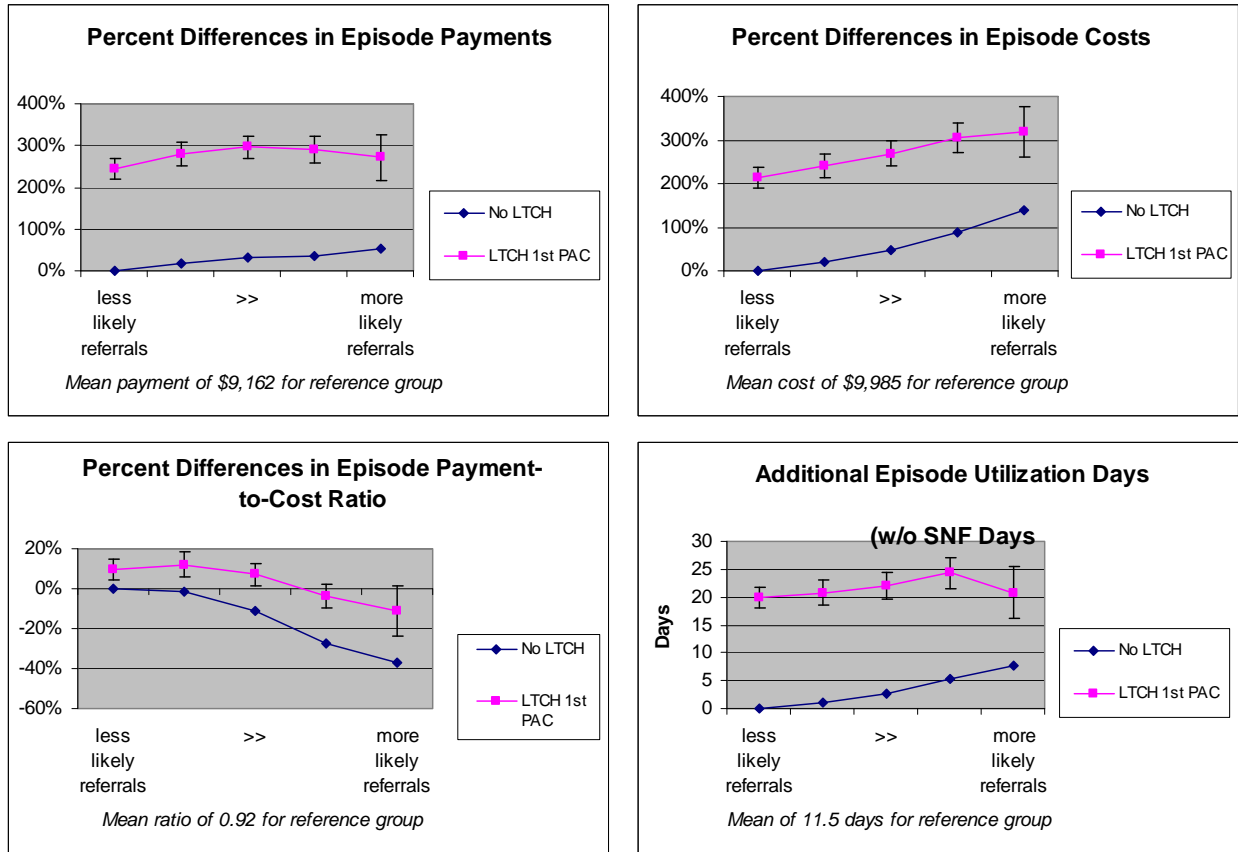 Percent Differences in Episode Payments
400%
300%
200%
100%
0%
less
likely
referrals
>>
more
likely
referrals
No LTCH
LTCH 1st PAC
Mean payment of $9,162 for reference group
Percent Differences in Episode Costs
400%
300%
200%
100%
0%
less
likely
referrals
>>
more
likely
referrals
No LTCH
LTCH 1st PAC
Mean cost of $9,985 for reference group
Percent Differences in Episode Payment-
to-Cost Ratio
20%
0%
-20%
-40%
-60%
less
likely
referrals
>>
more
likely
referrals
No LTCH
LTCH 1st
PAC
Mean ratio of 0.92 for reference group
Additional Episode Utilization Days
(w/o SNF Days
30
25
20
15
10
5
0
Days
less
likely
referrals
>>
more
likely
referrals
No LTCH
LTCH 1st PAC
Mean of 11.5 days for reference group